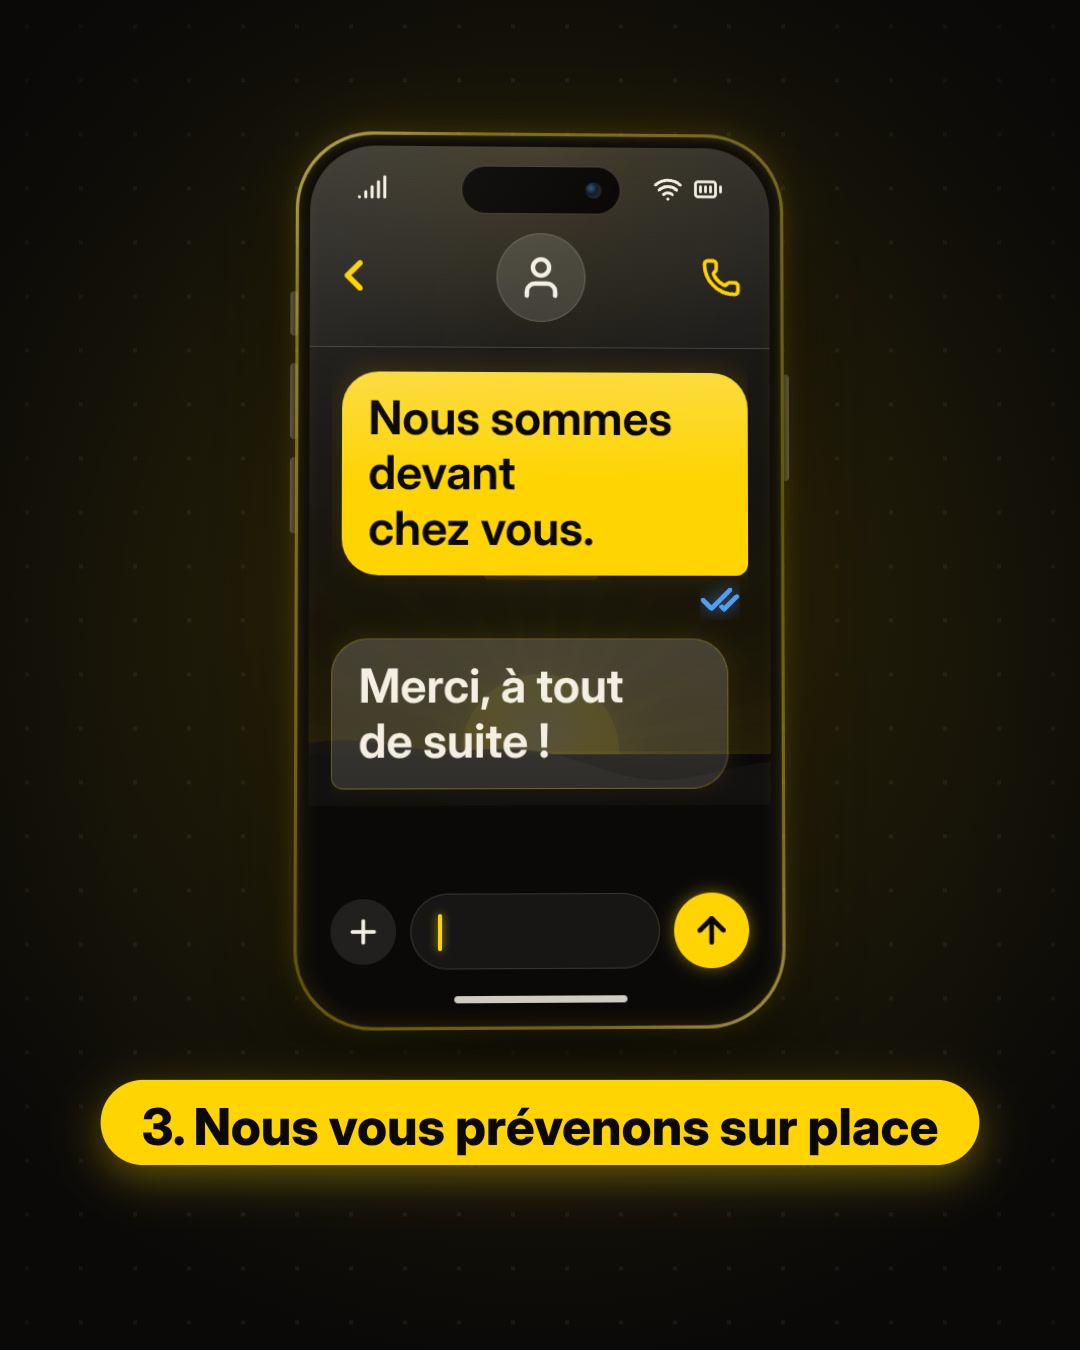 Nous sommes
devant
chez vous.
Merci, à tout
de suite !
3. Nous vous prévenons sur place